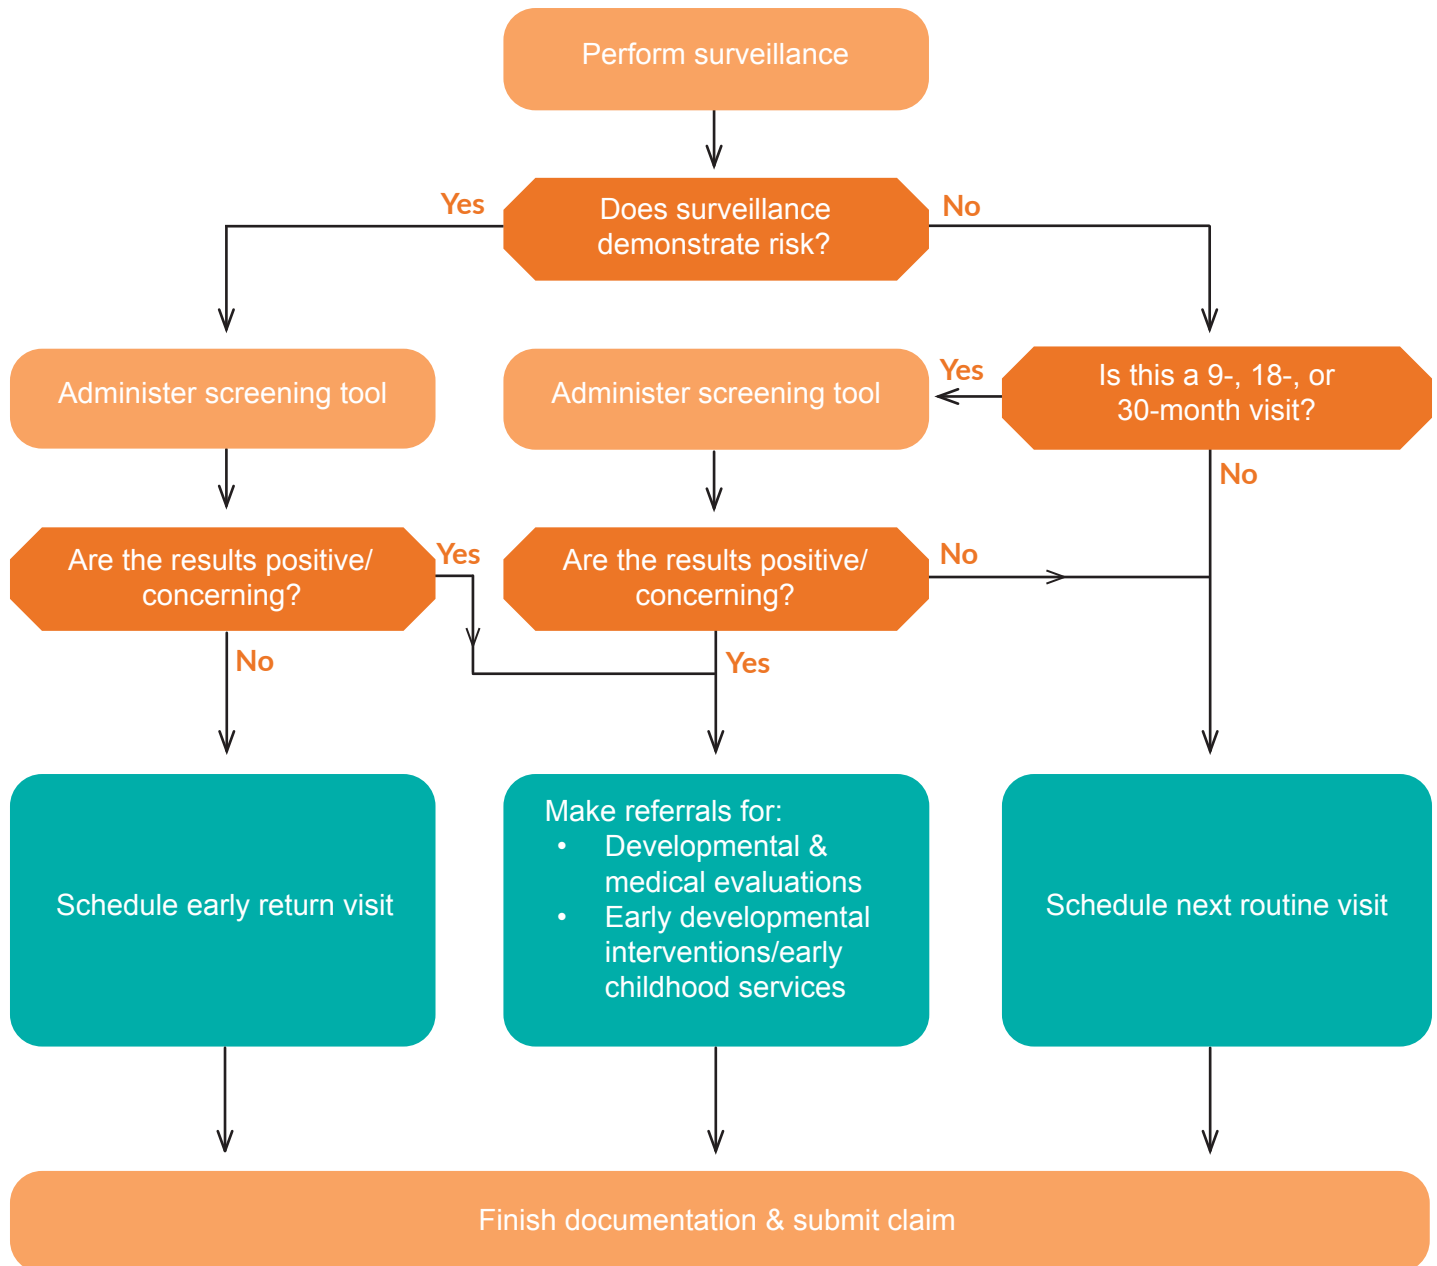 Perform surveillance
Yes
Does surveillance
demonstrate risk?
No
Administer screening tool
Administer screening tool
Yes
Is this a 9-, 18-, or
30-month visit?
No
Are the results positive/
concerning?
Yes
Are the results positive/
concerning?
No
No
Yes
Schedule early return visit
Make referrals for:
• Developmental &
medical evaluations
• Early developmental
interventions/early
childhood services
Schedule next routine visit
Finish documentation & submit claim